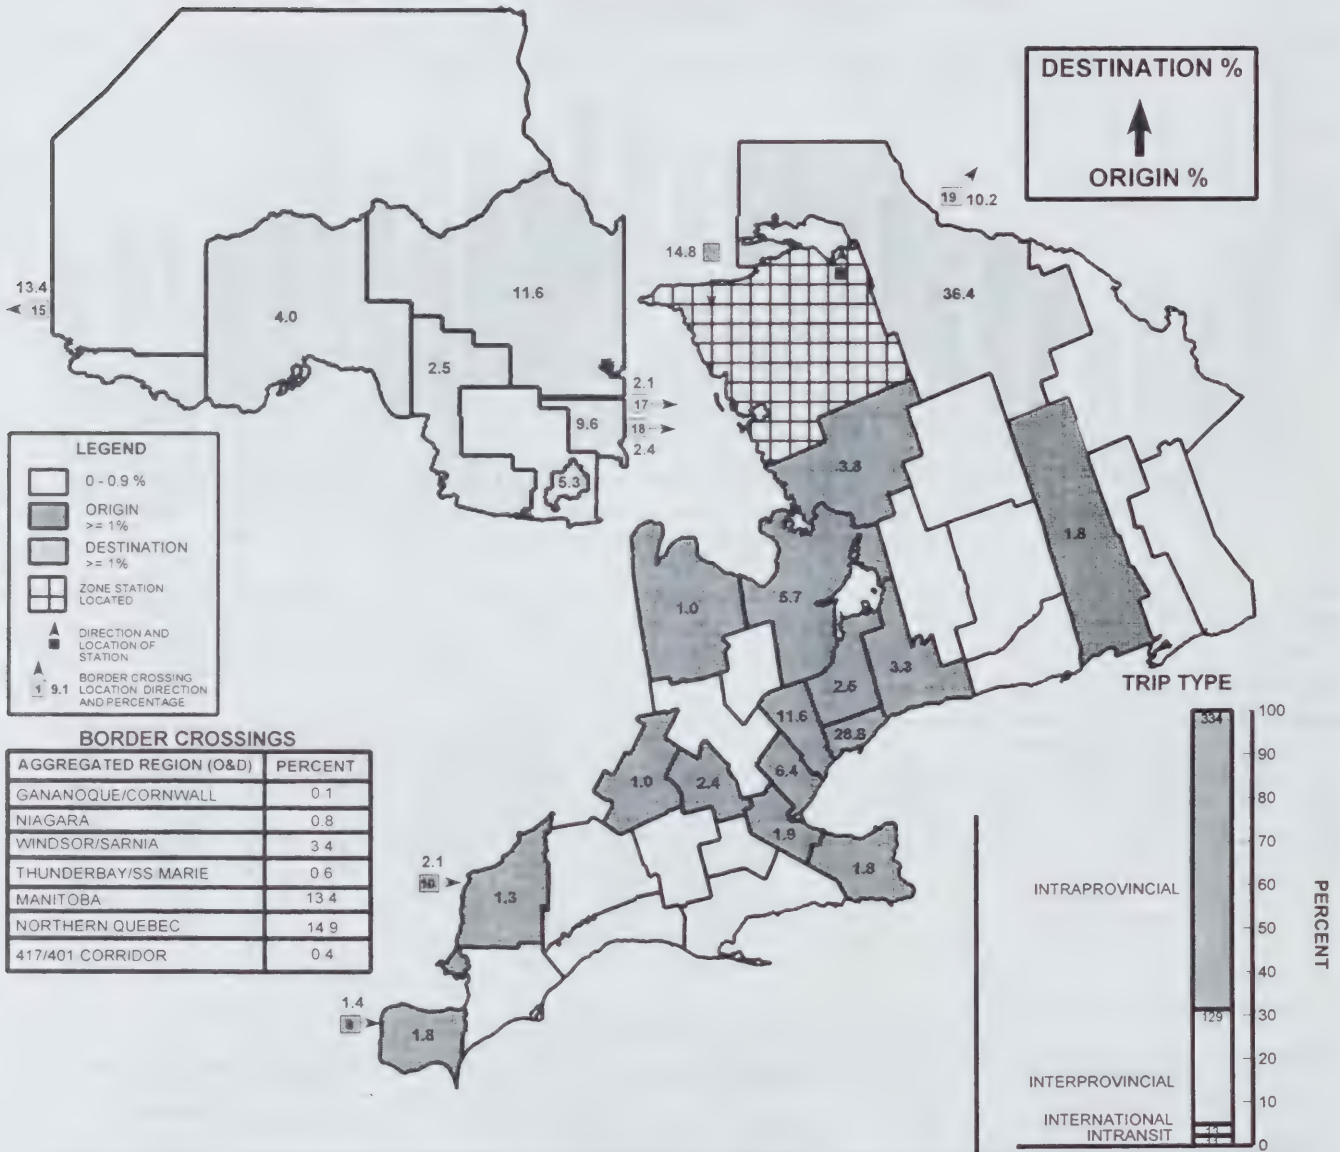 DESTINATION %
ORIGIN %
19 10.2
14.8
36.4
13.4
15
4.0
11.6
2.5
2.1
17
18
2.4
9.6
5.3
3.8
1.8
1.0
5.7
3.3
2.6
11.6
28.8
6.4
1.0
2.4
1.9
1.8
2.1
1.3
1.4
1.8
LEGEND
0 - 0.9 %
ORIGIN
>= 1%
DESTINATION
>= 1%
ZONE STATION
LOCATED
DIRECTION AND
LOCATION OF
STATION
1 9.1
BORDER CROSSING
LOCATION DIRECTION
AND PERCENTAGE
BORDER CROSSINGS
AGGREGATED REGION (O&D) PERCENT
GANANOQUE/CORNWALL 0.1
NIAGARA 0.8
WINDSOR/SARNIA 3.4
THUNDERBAY/SS MARIE 0.6
MANITOBA 13.4
NORTHERN QUEBEC 14.9
417/401 CORRIDOR 0.4
TRIP TYPE
334
100
90
80
70
60
50
40
30
20
10
0
129
13
11
INTRAPROVINCIAL
INTERPROVINCIAL
INTERNATIONAL
INTRANSIT
PERCENT